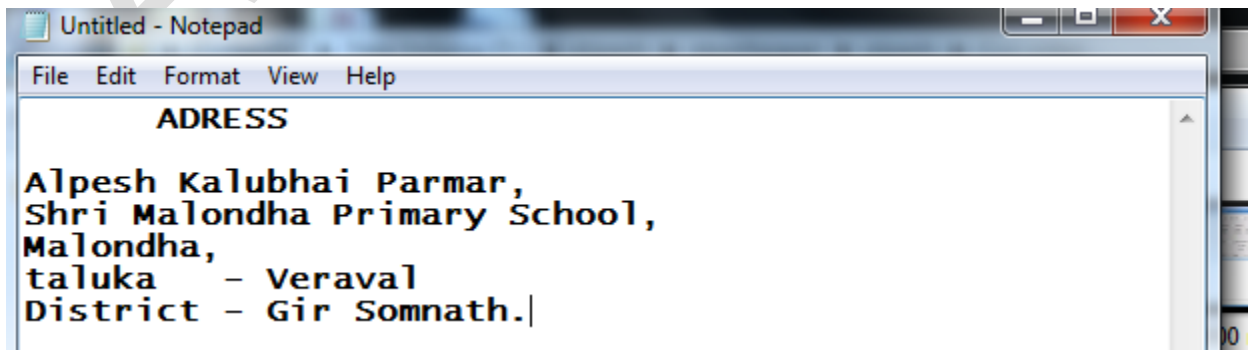 Untitled - Notepad
File Edit Format View Help
ADRESS
Alpesh Kalubhai Parmar,
Shri Malondha Primary School,
Malondha,
taluka   - Veraval
District - Gir Somnath.